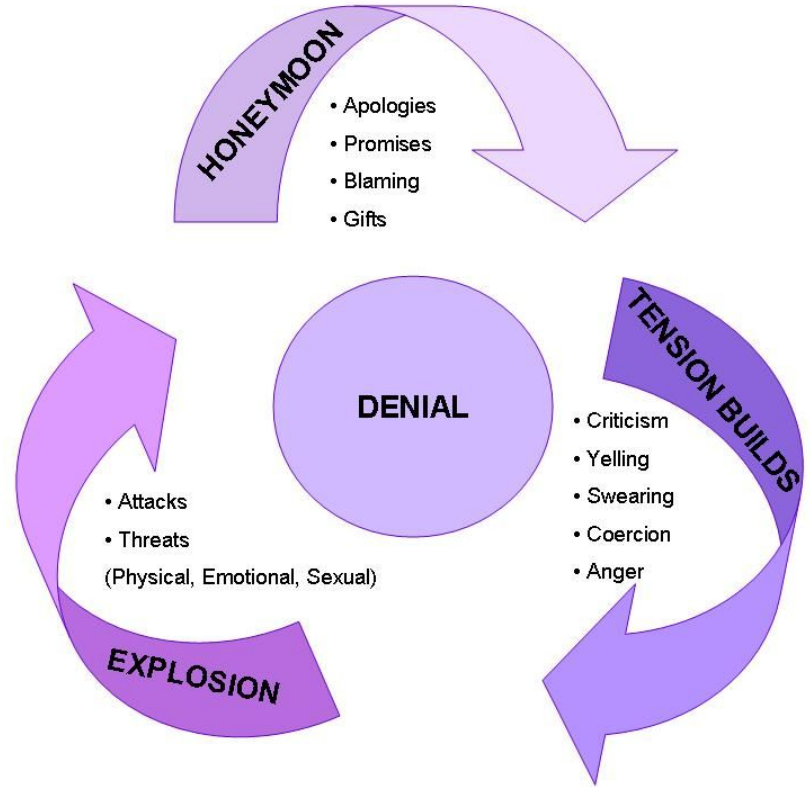 HONEYMOON
• Apologies
• Promises
• Blaming
• Gifts
TENSION BUILDS
• Criticism
• Yelling
• Swearing
• Coercion
• Anger
DENIAL
• Attacks
• Threats
(Physical, Emotional, Sexual)
EXPLOSION